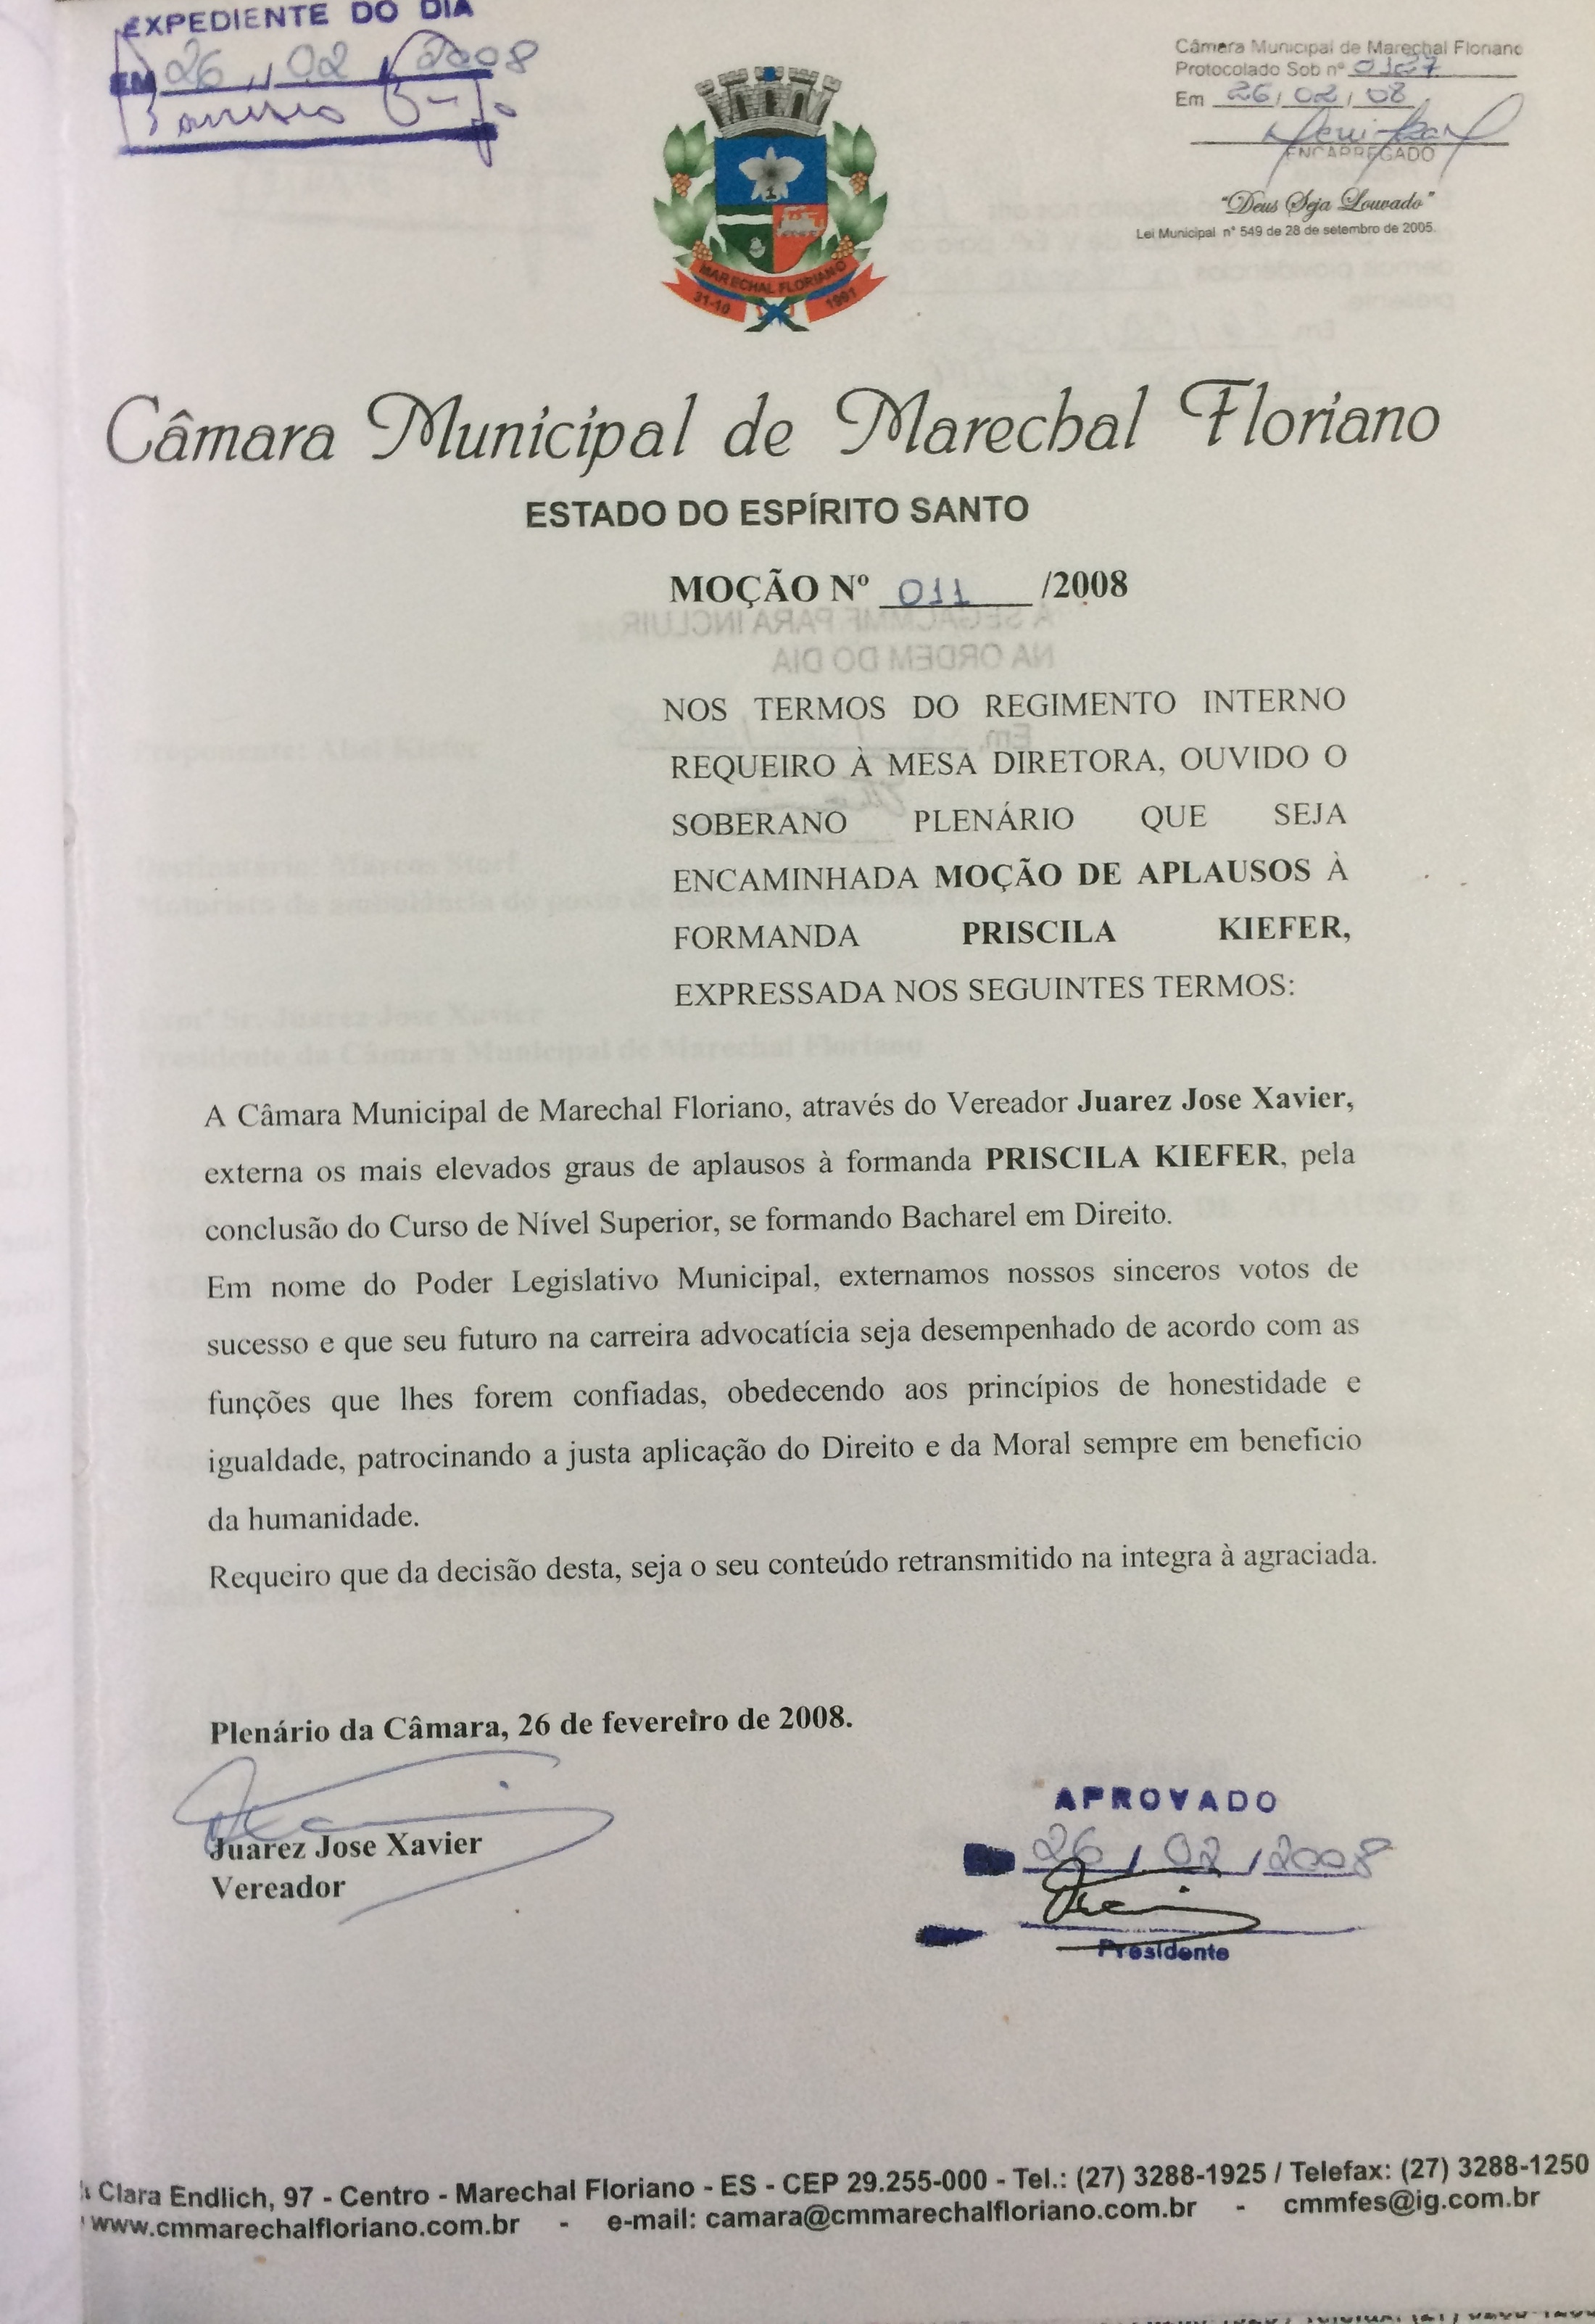 EXPEDIENTE DO DIA
EM 26 / 02 / 2008
Câmara Municipal de Marechal Floriano
Protocolado Sob nº 0127
Em 26 / 02 / 08
ENCARREGADO
"Deus Seja Louvado"
Lei Municipal nº 549 de 28 de setembro de 2005.
MARECHAL FLORIANO
31-10 1991
Câmara Municipal de Marechal Floriano
ESTADO DO ESPÍRITO SANTO
MOÇÃO Nº 011 /2008
A SEGACMMF PARA INCLUIR
NA ORDEM DO DIA
NOS TERMOS DO REGIMENTO INTERNO
REQUEIRO À MESA DIRETORA, OUVIDO O
SOBERANO PLENÁRIO QUE SEJA
ENCAMINHADA MOÇÃO DE APLAUSOS À
FORMANDA PRISCILA KIEFER,
EXPRESSADA NOS SEGUINTES TERMOS:
A Câmara Municipal de Marechal Floriano, através do Vereador Juarez Jose Xavier,
externa os mais elevados graus de aplausos à formanda PRISCILA KIEFER, pela
conclusão do Curso de Nível Superior, se formando Bacharel em Direito.
Em nome do Poder Legislativo Municipal, externamos nossos sinceros votos de
sucesso e que seu futuro na carreira advocatícia seja desempenhado de acordo com as
funções que lhes forem confiadas, obedecendo aos princípios de honestidade e
igualdade, patrocinando a justa aplicação do Direito e da Moral sempre em beneficio
da humanidade.
Requeiro que da decisão desta, seja o seu conteúdo retransmitido na integra à agraciada.
Plenário da Câmara, 26 de fevereiro de 2008.
Juarez Jose Xavier
Vereador
APROVADO
26 / 02 / 2008
Presidente
Clara Endlich, 97 - Centro - Marechal Floriano - ES - CEP 29.255-000 - Tel.: (27) 3288-1925 / Telefax: (27) 3288-1250
www.cmmarechalfloriano.com.br - e-mail: camara@cmmarechalfloriano.com.br - cmmfes@ig.com.br